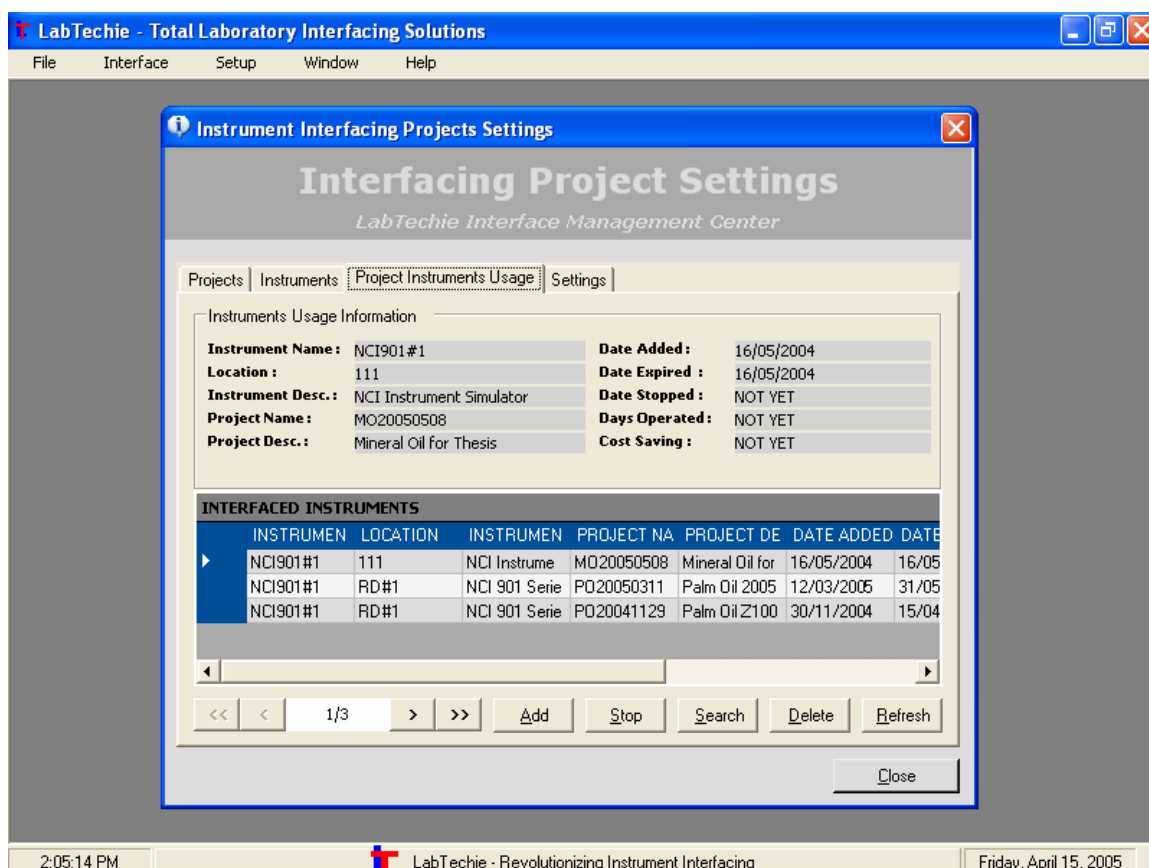 LabTechie - Total Laboratory Interfacing Solutions
File Interface Setup Window Help
Instrument Interfacing Projects Settings
Interfacing Project Settings
LabTechie Interface Management Center
Projects Instruments Project Instruments Usage Settings
Instruments Usage Information
Instrument Name : NCI901#1 Date Added : 16/05/2004
Location : 111 Date Expired : 16/05/2004
Instrument Desc. : NCI Instrument Simulator Date Stopped : NOT YET
Project Name : MO20050508 Days Operated : NOT YET
Project Desc. : Mineral Oil for Thesis Cost Saving : NOT YET
INTERFACED INSTRUMENTS
INSTRUMEN LOCATION INSTRUMEN PROJECT NA PROJECT DE DATE ADDED DATE
NCI901#1 111 NCI Instrume MO20050508 Mineral Oil for 16/05/2004 16/05
NCI901#1 RD#1 NCI 901 Serie PO20050311 Palm Oil 2005 12/03/2005 31/05
NCI901#1 RD#1 NCI 901 Serie PO20041129 Palm Oil Z100 30/11/2004 15/04
<< < 1/3 > >> Add Stop Search Delete Refresh
Close
2:05:14 PM LabTechie - Revolutionizing Instrument Interfacing Friday, April 15, 2005